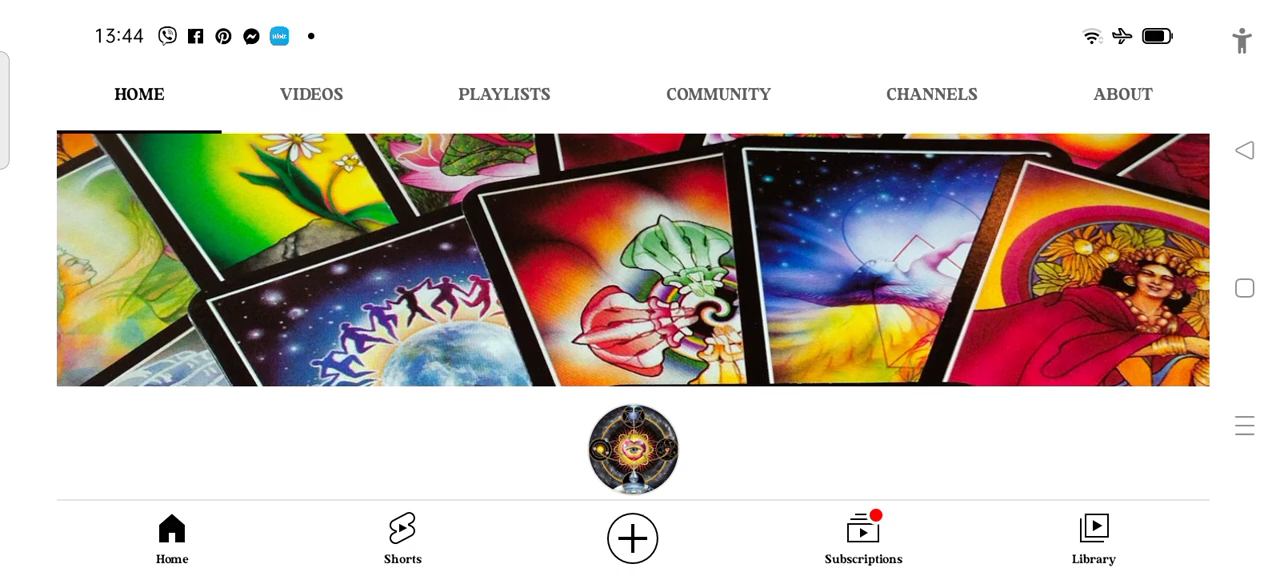 13:44
HOME VIDEOS PLAYLISTS COMMUNITY CHANNELS ABOUT
Home Shorts Subscriptions Library